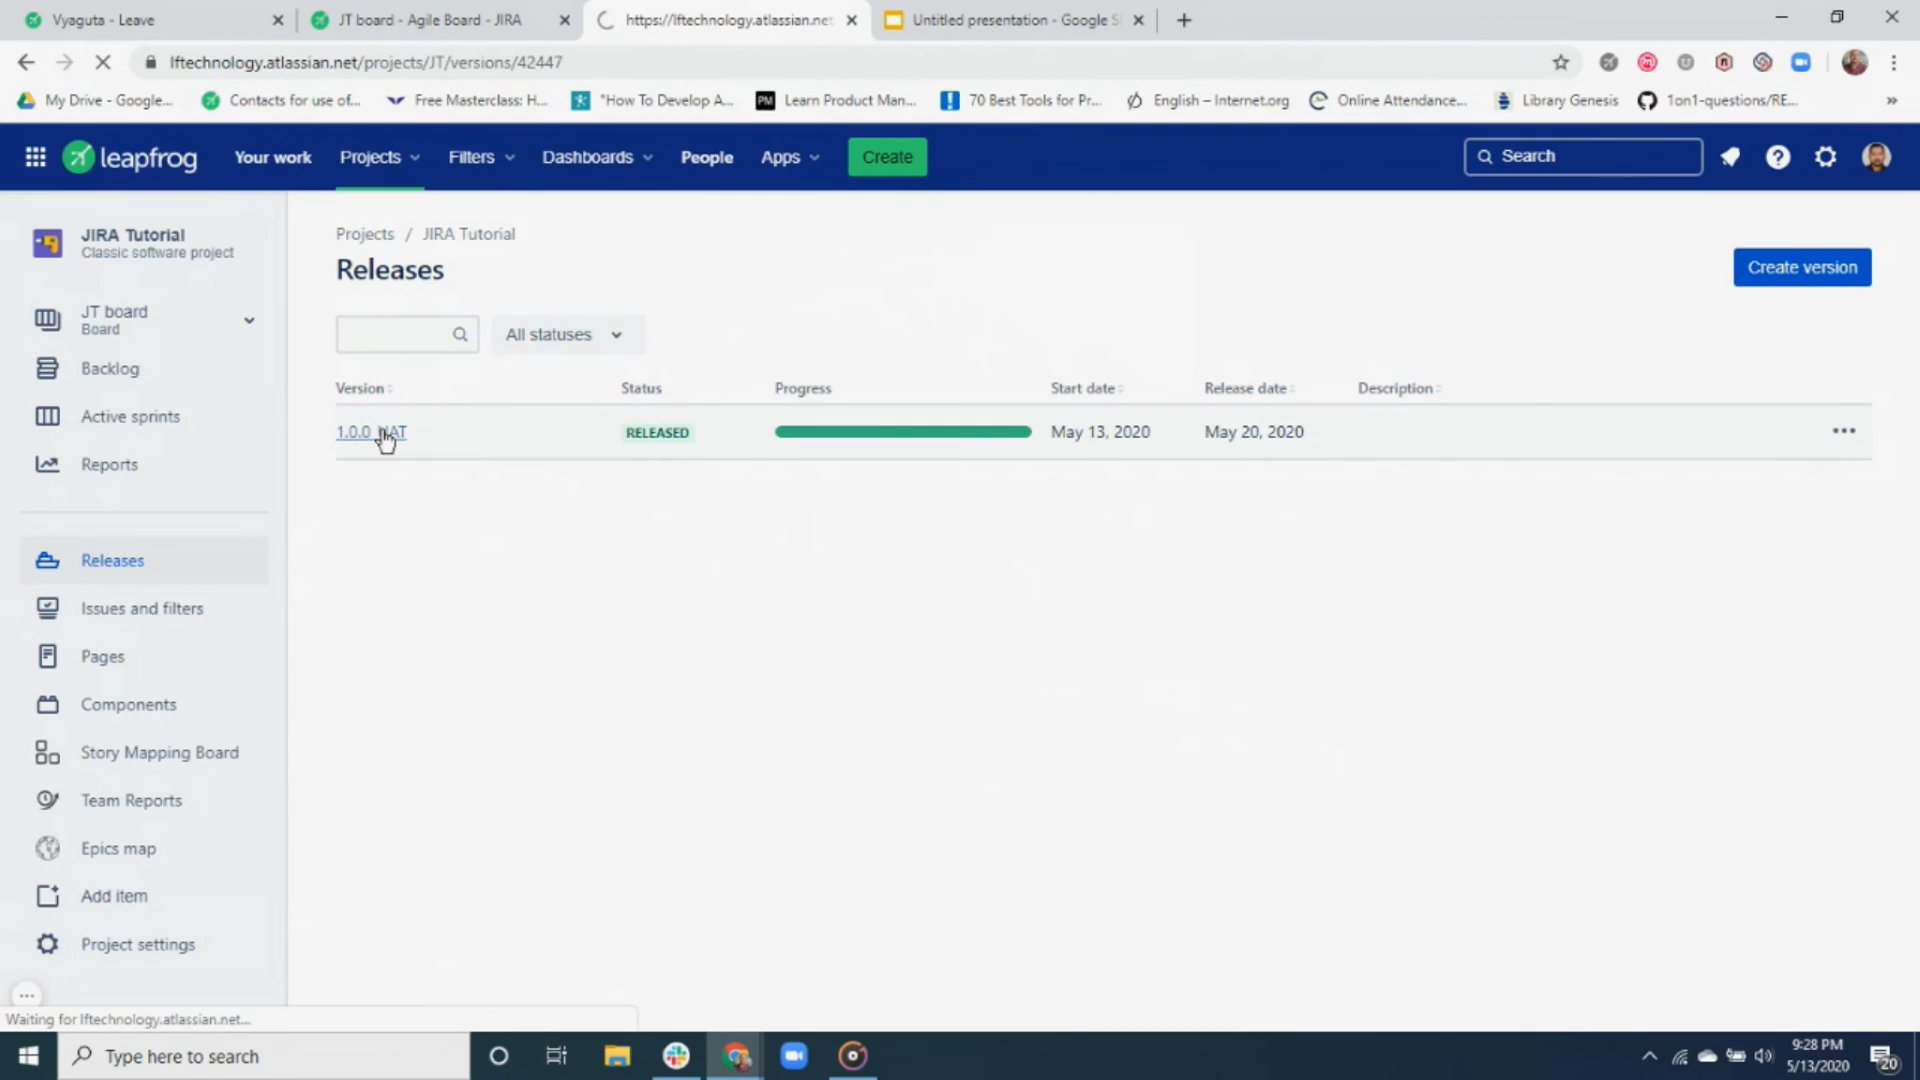 Vyaguta - Leave
JT board - Agile Board - JIRA
https://lftechnology.atlassian.net
Untitled presentation - Google Sl
lftechnology.atlassian.net/projects/JT/versions/42447
My Drive - Google...
Contacts for use of...
Free Masterclass: H...
"How To Develop A...
PM
Learn Product Man...
70 Best Tools for Pr...
English – Internet.org
Online Attendance...
Library Genesis
1on1-questions/RE...
»
leapfrog
Your work
Projects
Filters
Dashboards
People
Apps
Create
Search
JIRA Tutorial
Classic software project
JT board
Board
Backlog
Active sprints
Reports
Releases
Issues and filters
Pages
Components
Story Mapping Board
Team Reports
Epics map
Add item
Project settings
Projects / JIRA Tutorial
Releases
Create version
All statuses
Version
Status
Progress
Start date
Release date
Description
1.0.0
RELEASED
May 13, 2020
May 20, 2020
Waiting for lftechnology.atlassian.net...
Type here to search
9:28 PM
5/13/2020
20